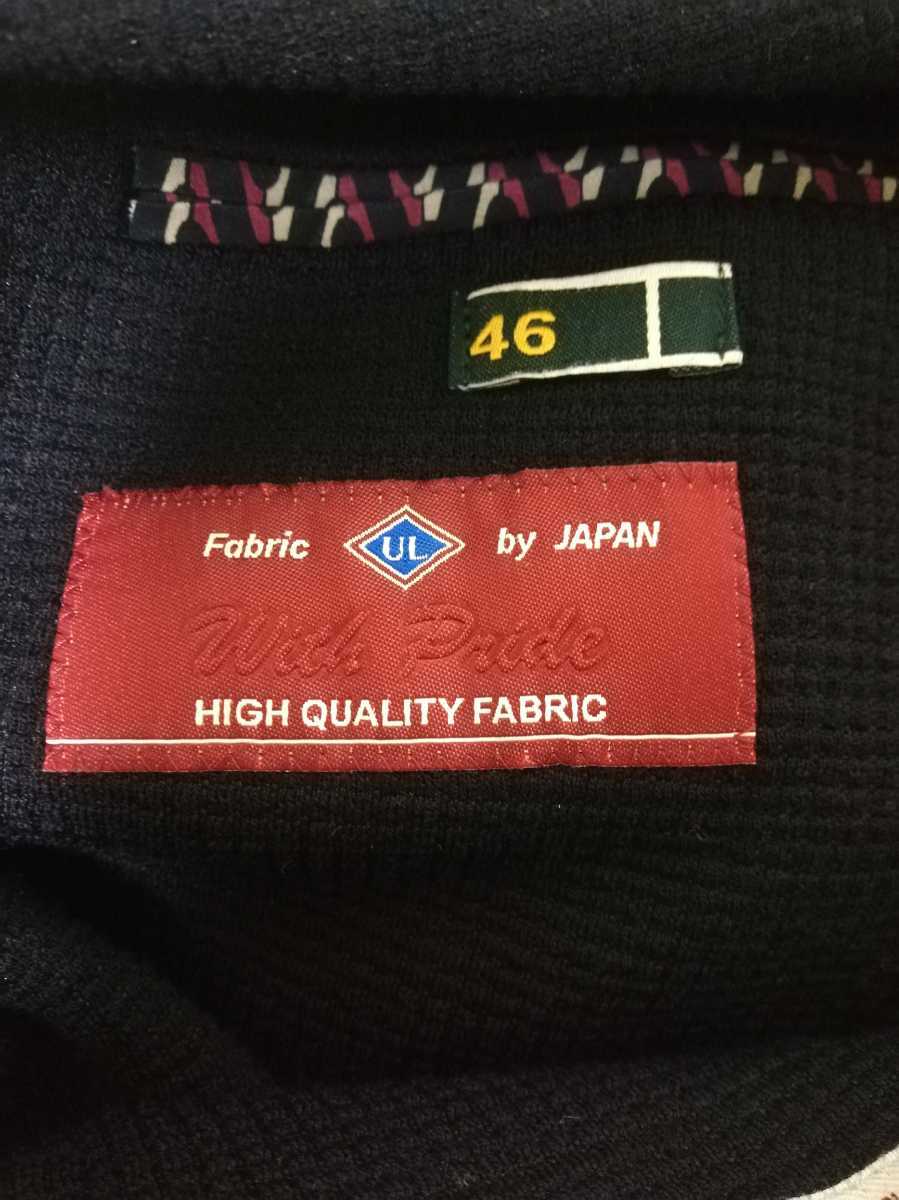 46
Fabric UL by JAPAN
With Pride
HIGH QUALITY FABRIC